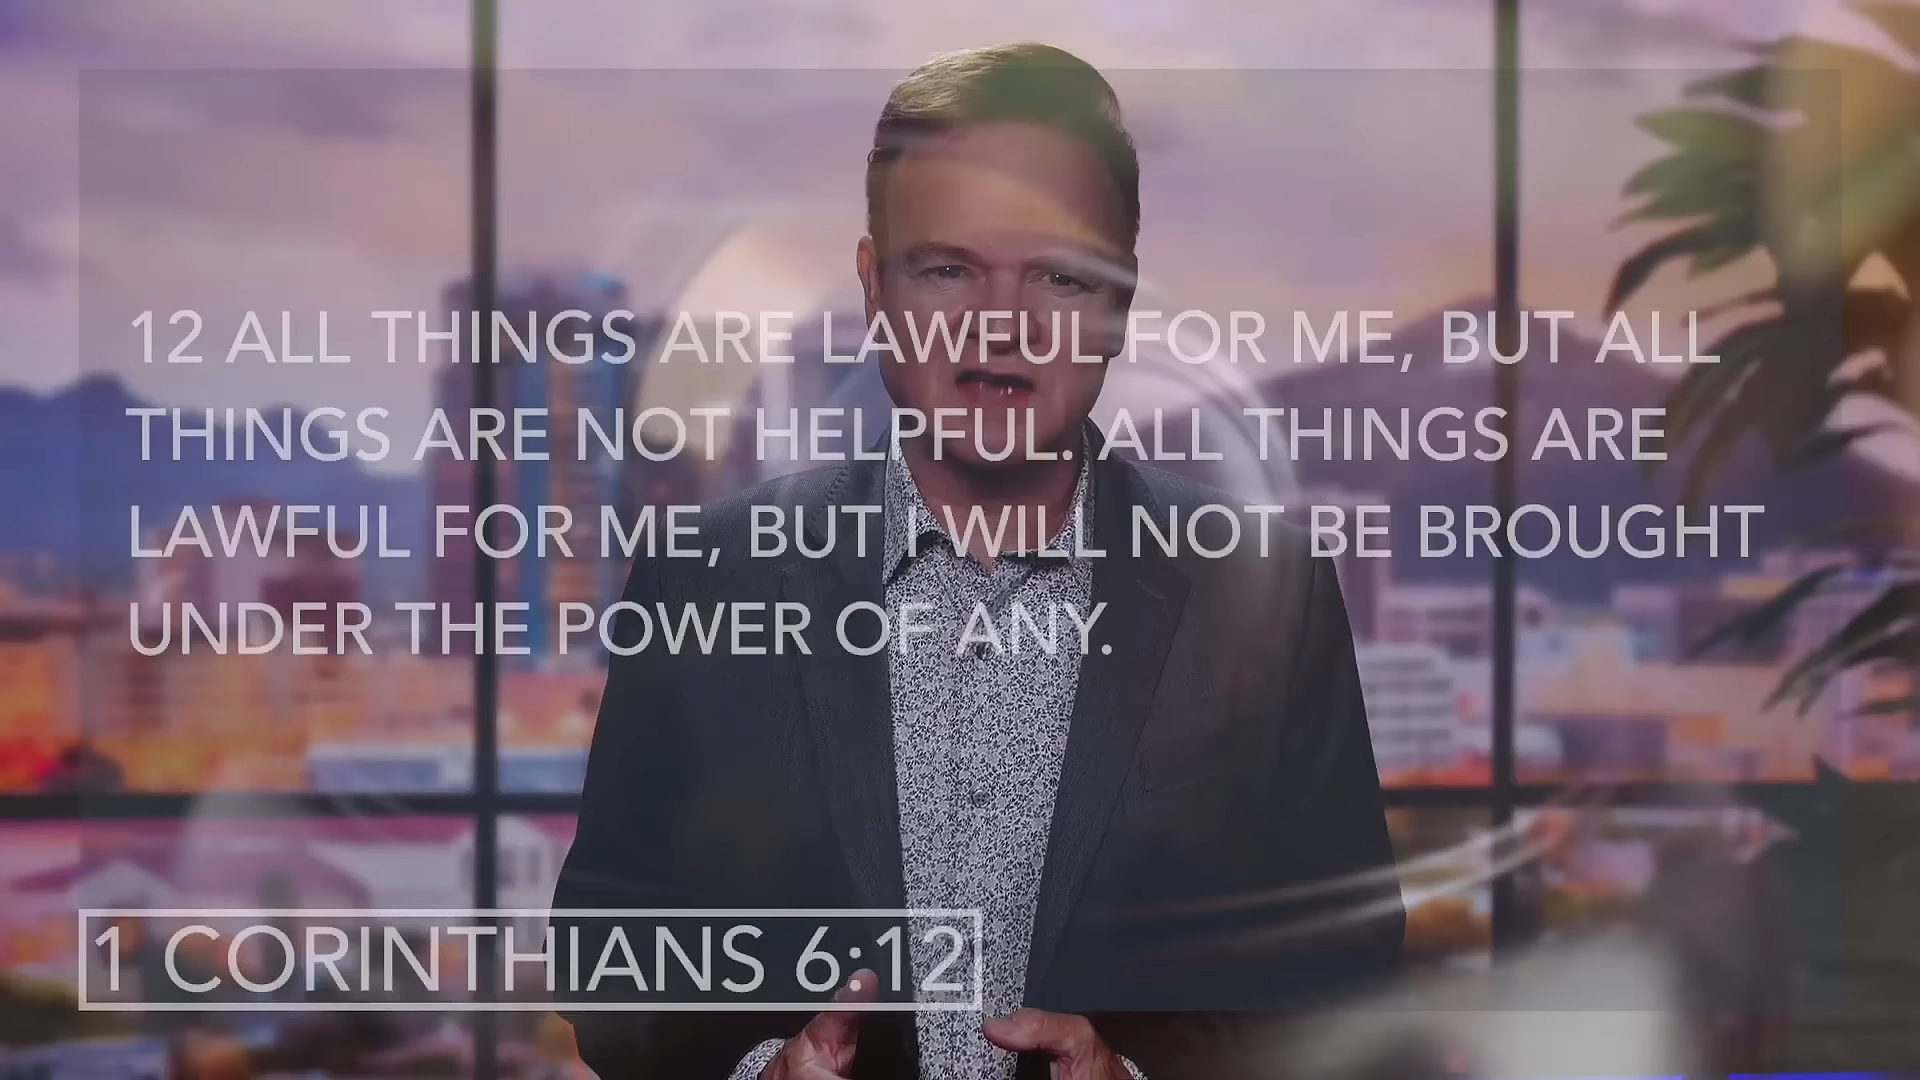 12 ALL THINGS ARE LAWFUL FOR ME, BUT ALL
THINGS ARE NOT HELPFUL. ALL THINGS ARE
LAWFUL FOR ME, BUT I WILL NOT BE BROUGHT
UNDER THE POWER OF ANY.
1 CORINTHIANS 6:12